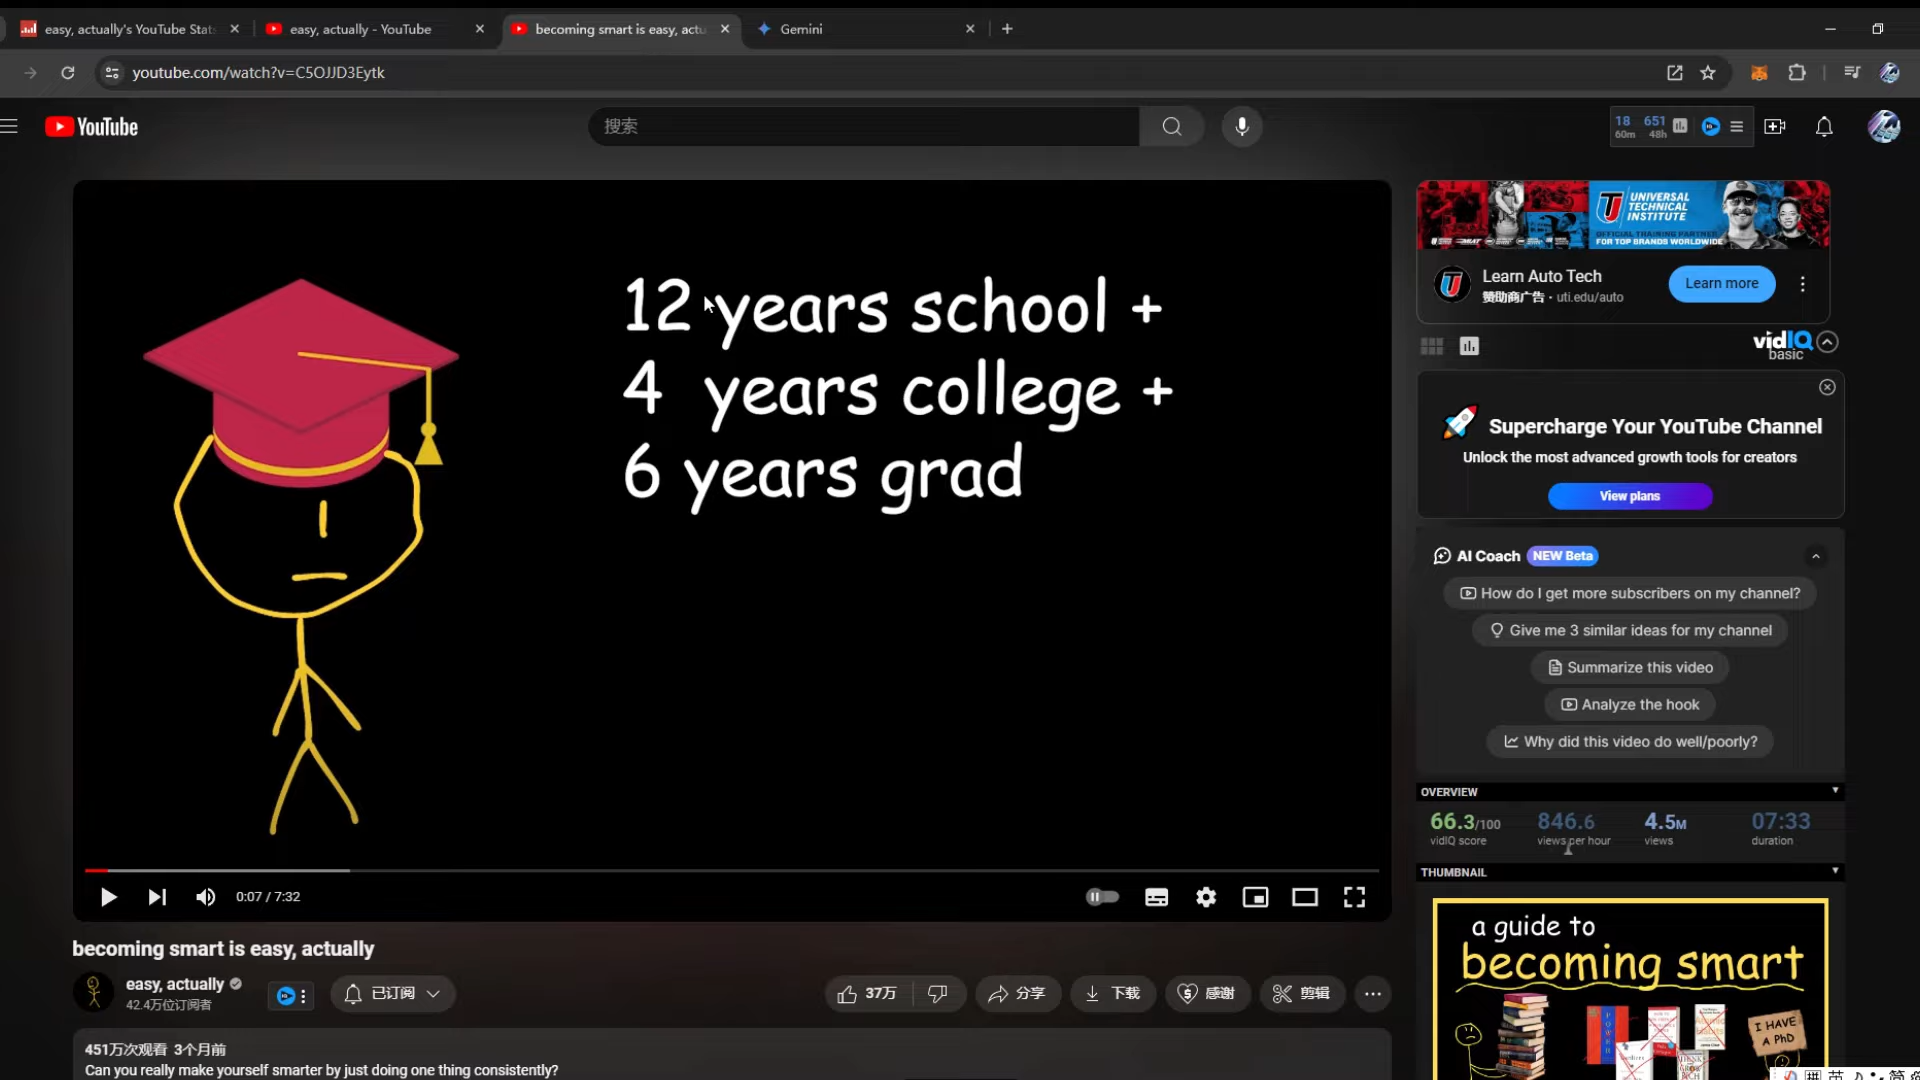 easy, actually's YouTube Stat
easy, actually - YouTube
becoming smart is easy, actu
Gemini
youtube.com/watch?v=C5OJJD3Eytk
YouTube
搜索
18 651
60m 48h
12 years school +
4 years college +
6 years grad
UNIVERSAL
TECHNICAL
INSTITUTE
OFFICIAL TRAINING PARTNER
FOR TOP BRANDS WORLDWIDE
Learn Auto Tech
赞助商广告 · uti.edu/auto
Learn more
vidIQ
basic
Supercharge Your YouTube Channel
Unlock the most advanced growth tools for creators
View plans
AI Coach NEW Beta
How do I get more subscribers on my channel?
Give me 3 similar ideas for my channel
Summarize this video
Analyze the hook
Why did this video do well/poorly?
OVERVIEW
66.3/100 846.6 4.5M 07:33
vidIQ score views per hour views duration
THUMBNAIL
a guide to
becoming smart
POWER
I HAVE
A PhD
0:07 / 7:32
becoming smart is easy, actually
easy, actually
42.4万位订阅者
已订阅
37万
分享
下载
感谢
剪辑
451万次观看 3个月前
Can you really make yourself smarter by just doing one thing consistently?